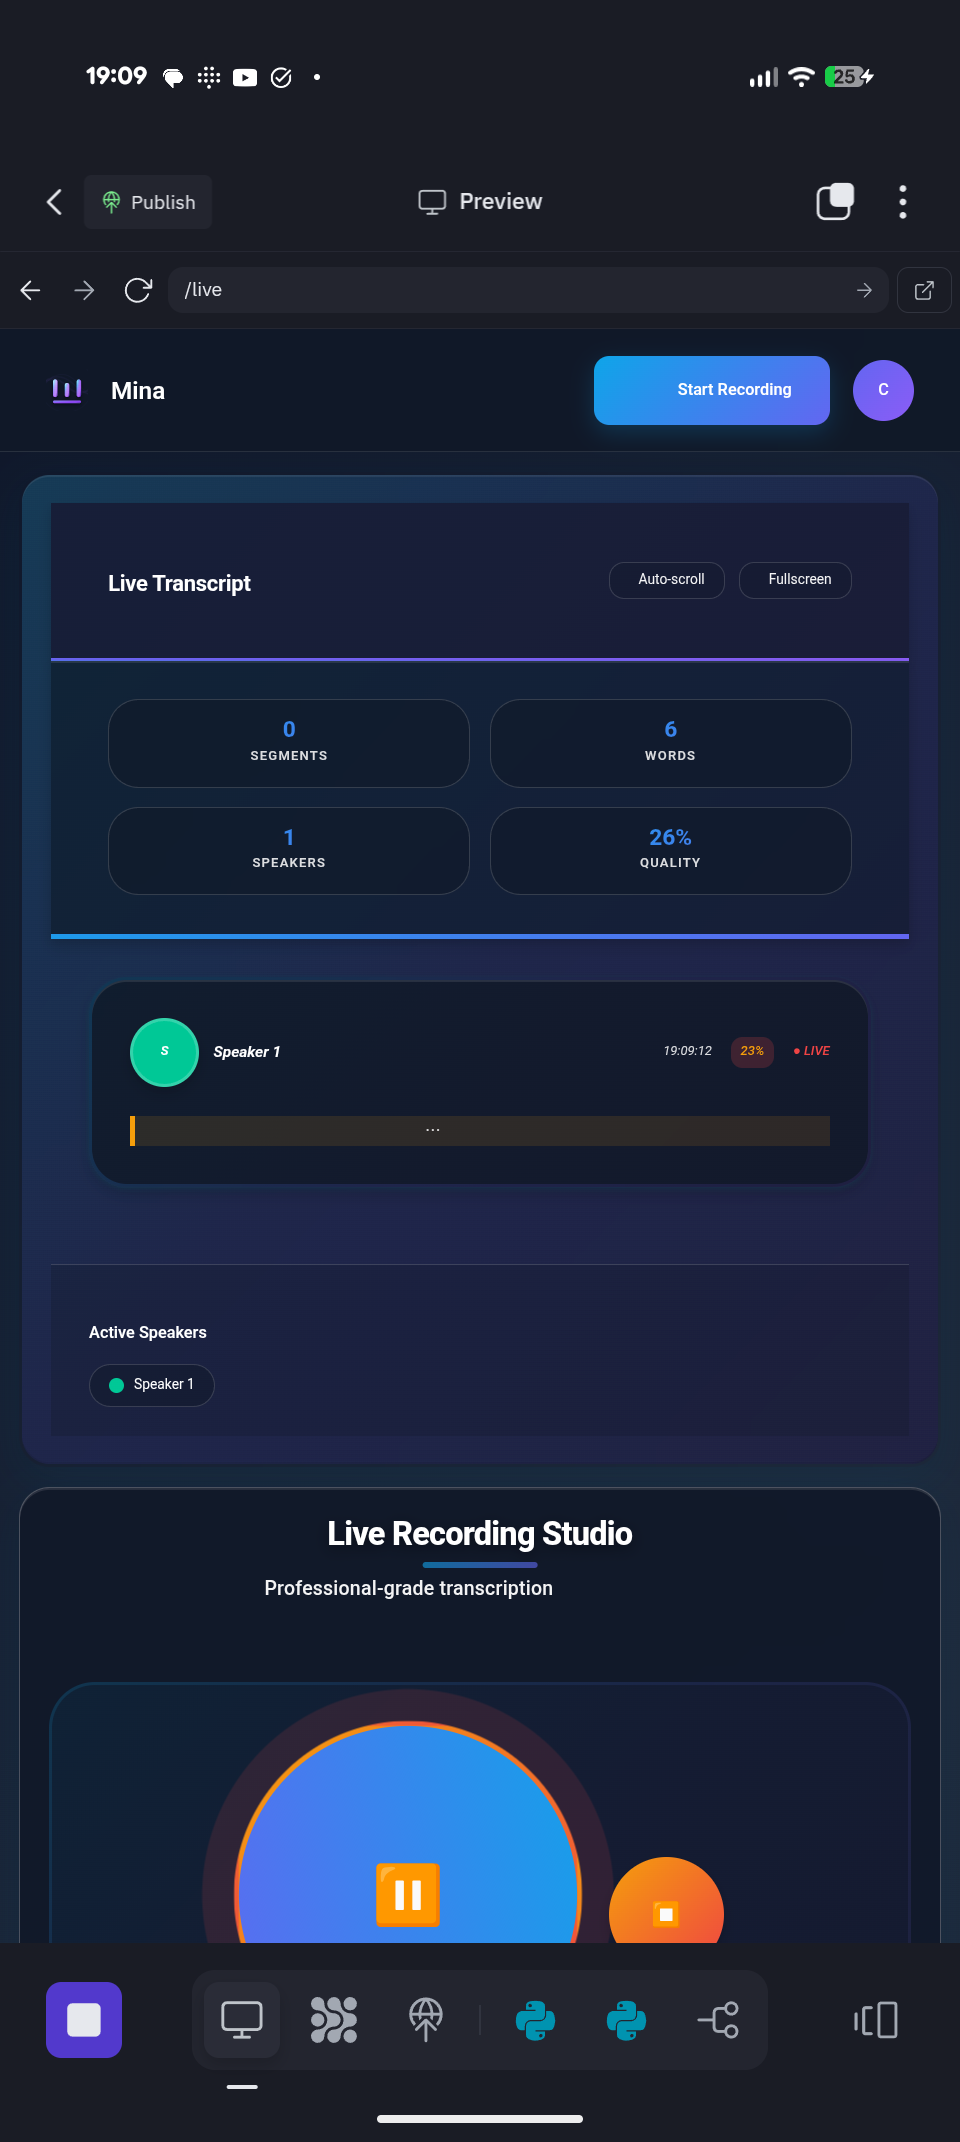 19:09
25
Publish
Preview
/live
Mina
Start Recording
C
Live Transcript
Auto-scroll
Fullscreen
0
SEGMENTS
6
WORDS
1
SPEAKERS
26%
QUALITY
S
Speaker 1
19:09:12
23%
● LIVE
...
Active Speakers
Speaker 1
Live Recording Studio
Professional-grade transcription